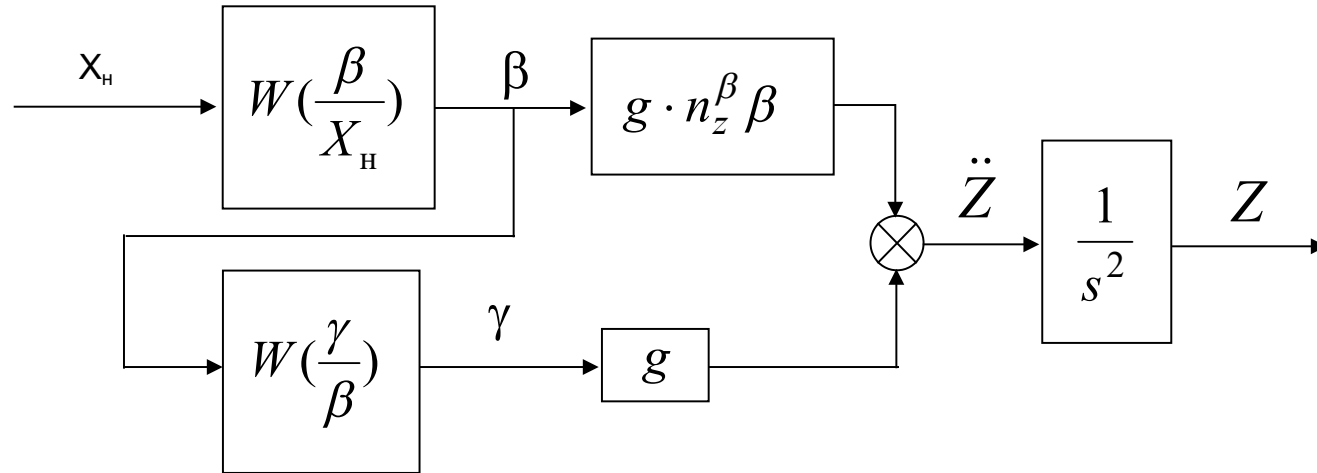 Xн
W(β/Xн)
β
g · n_z^β β
Z̈
1/s²
Z
W(γ/β)
γ
g